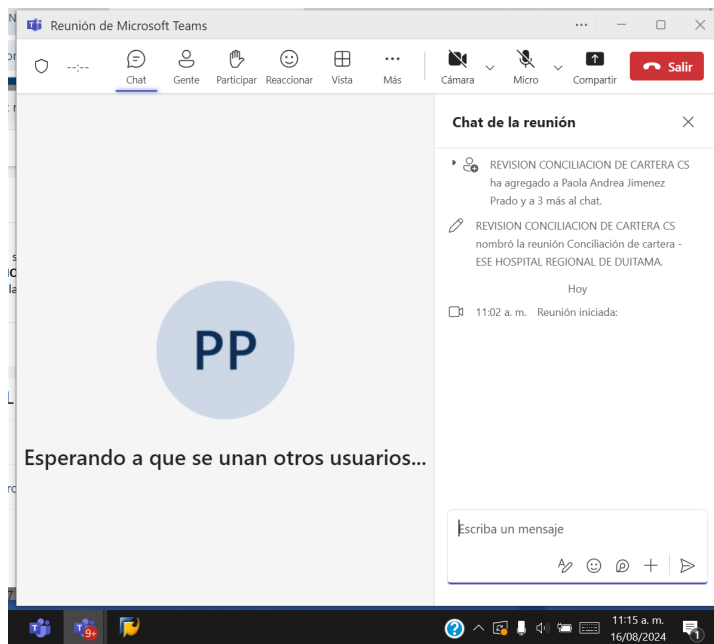 Reunión de Microsoft Teams
--:--
Chat
Gente
Participar
Reaccionar
Vista
Más
Cámara
Micro
Compartir
Salir
Chat de la reunión
REVISION CONCILIACION DE CARTERA CS
ha agregado a Paola Andrea Jimenez
Prado y a 3 más al chat.
REVISION CONCILIACION DE CARTERA CS
nombró la reunión Conciliación de cartera -
ESE HOSPITAL REGIONAL DE DUITAMA.
Hoy
11:02 a. m. Reunión iniciada:
PP
Esperando a que se unan otros usuarios...
Escriba un mensaje
9+
11:15 a. m.
16/08/2024
1